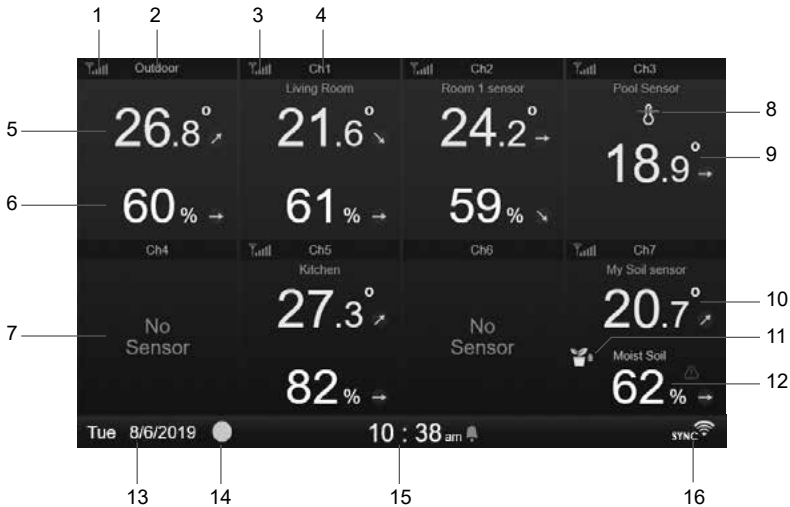 1 2 3 4
Outdoor Ch1 Ch2 Ch3
Living Room Room 1 sensor Pool Sensor
8
5 26.8° 21.6° 24.2°
18.9° 9
6 60 % 61 % 59 %
Ch4 Ch5 Ch6 Ch7
Kitchen My Soil sensor
27.3° 20.7° 10
7 No Sensor No Sensor
11
Moist Soil
82 % 62 % 12
Tue 8/6/2019 10 : 38 am SYNC
13 14 15 16